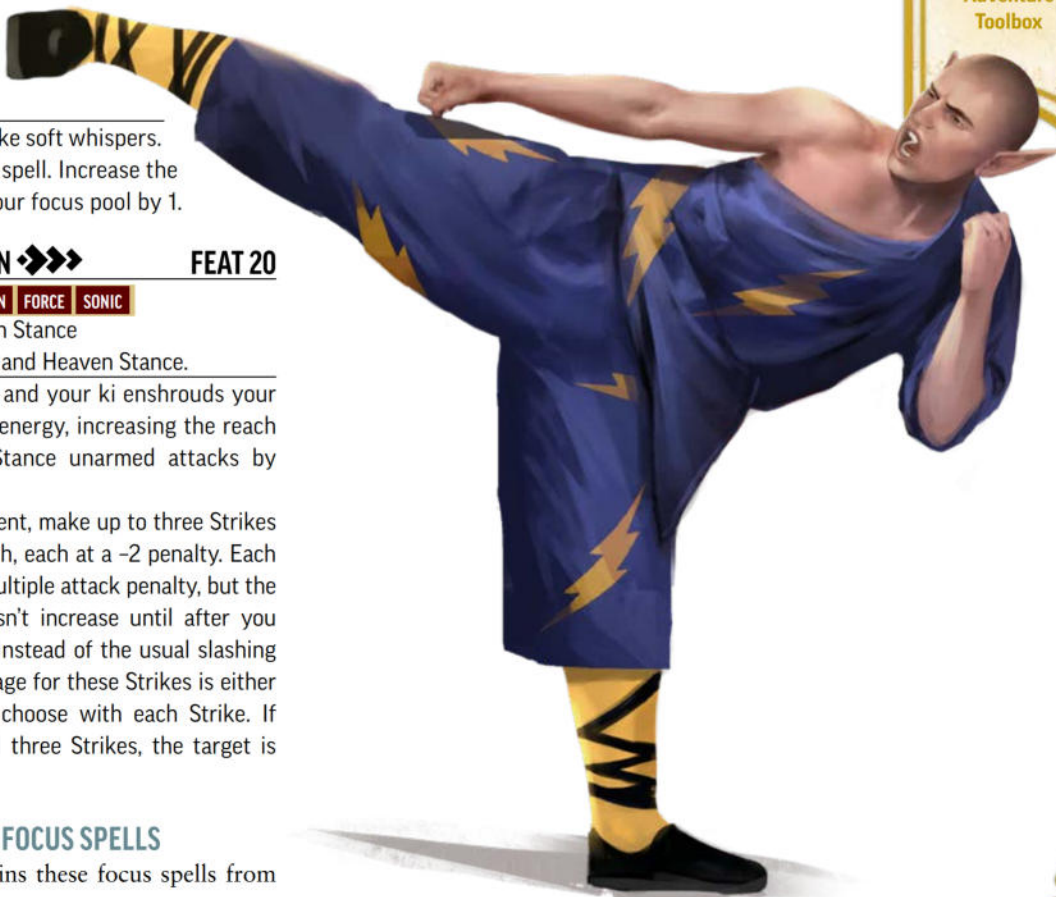 Adventure
Toolbox
ke soft whispers.
spell. Increase the
our focus pool by 1.
N FEAT 20
N FORCE SONIC
n Stance
and Heaven Stance.
and your ki enshrouds your
energy, increasing the reach
Stance unarmed attacks by
ent, make up to three Strikes
h, each at a –2 penalty. Each
ultiple attack penalty, but the
sn't increase until after you
nstead of the usual slashing
age for these Strikes is either
choose with each Strike. If
three Strikes, the target is
FOCUS SPELLS
ins these focus spells from